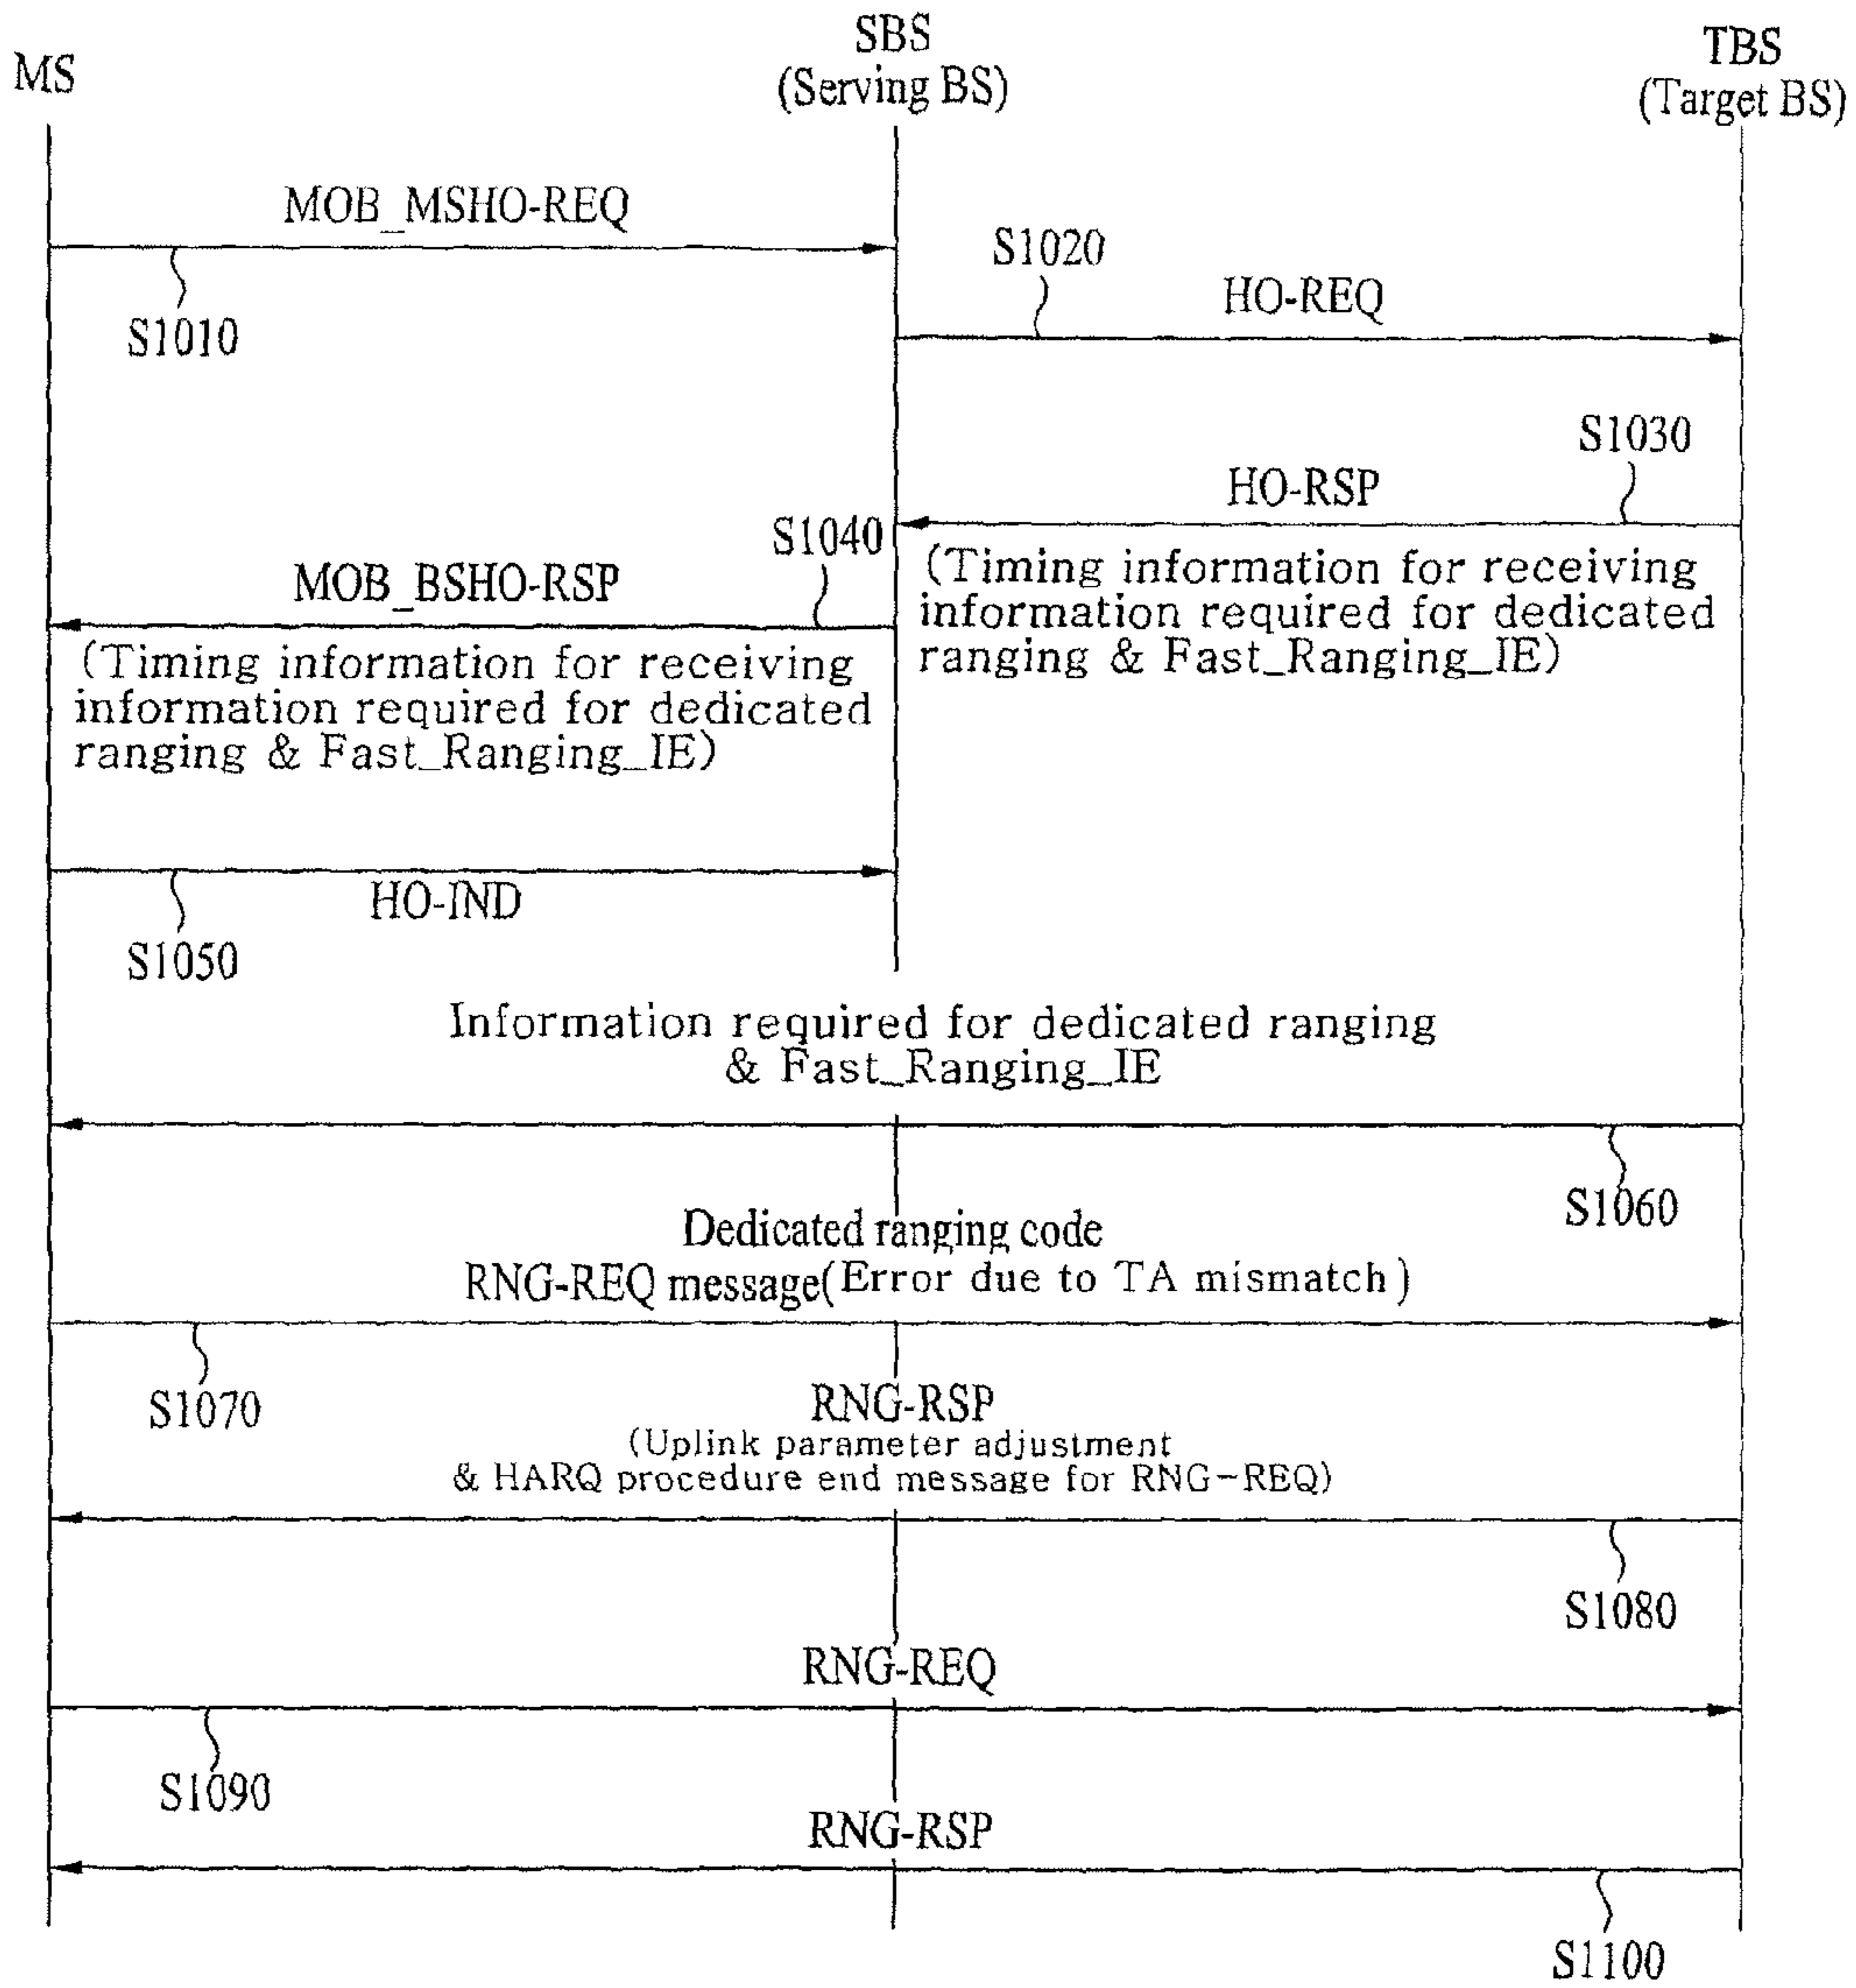 MS
SBS
(Serving BS)
TBS
(Target BS)
MOB_MSHO-REQ
S1010
S1020
HO-REQ
S1030
HO-RSP
(Timing information for receiving
information required for dedicated
ranging & Fast_Ranging_IE)
S1040
MOB_BSHO-RSP
(Timing information for receiving
information required for dedicated
ranging & Fast_Ranging_IE)
HO-IND
S1050
Information required for dedicated ranging
& Fast_Ranging_IE
S1060
Dedicated ranging code
RNG-REQ message(Error due to TA mismatch)
S1070
RNG-RSP
(Uplink parameter adjustment
& HARQ procedure end message for RNG-REQ)
S1080
RNG-REQ
S1090
RNG-RSP
S1100